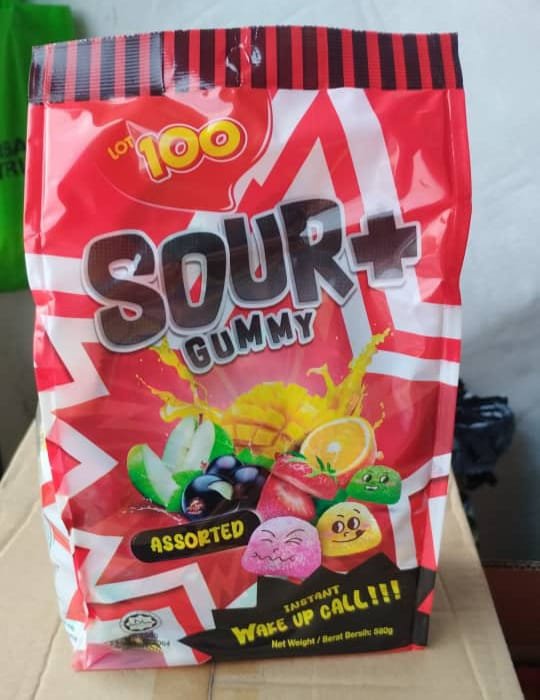 LOT 100
SOUR+
GUMMY
ASSORTED
INSTANT
WAKE UP CALL!!!
Net Weight / Berat Bersih: 580g